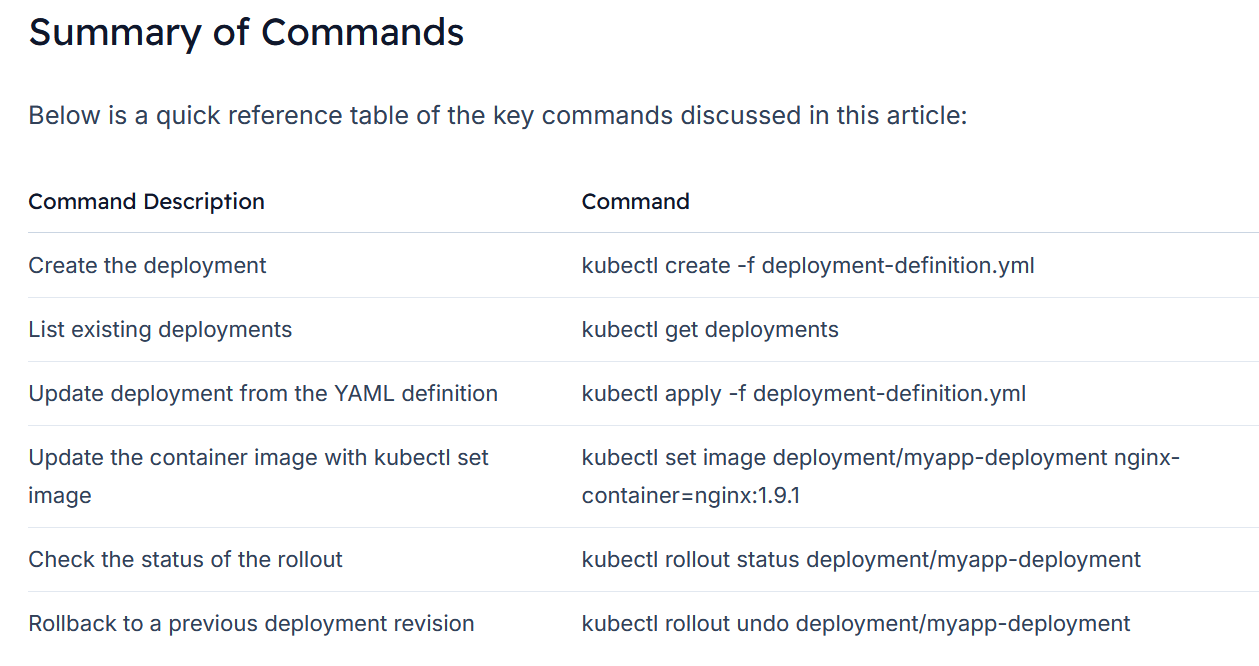 Summary of Commands
Below is a quick reference table of the key commands discussed in this article:
Command Description Command
Create the deployment kubectl create -f deployment-definition.yml
List existing deployments kubectl get deployments
Update deployment from the YAML definition kubectl apply -f deployment-definition.yml
Update the container image with kubectl set kubectl set image deployment/myapp-deployment nginx-
image container=nginx:1.9.1
Check the status of the rollout kubectl rollout status deployment/myapp-deployment
Rollback to a previous deployment revision kubectl rollout undo deployment/myapp-deployment